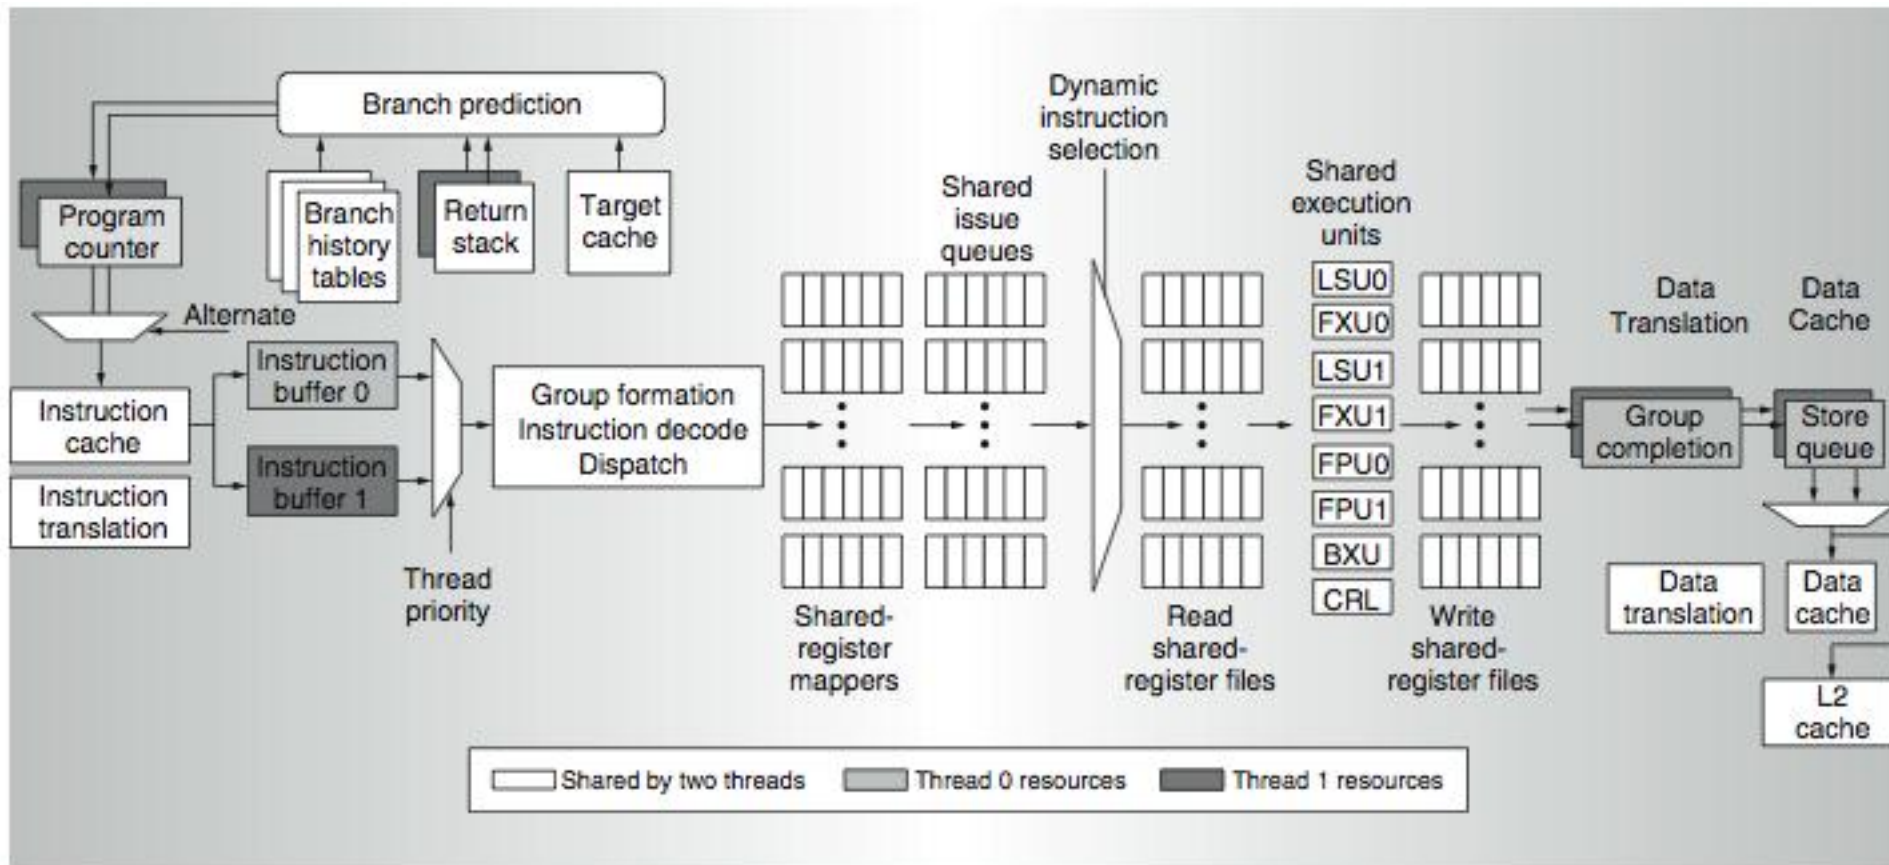 Branch prediction
Program
counter
Branch
history
tables
Return
stack
Target
cache
Alternate
Instruction
cache
Instruction
translation
Instruction
buffer 0
Instruction
buffer 1
Thread
priority
Group formation
Instruction decode
Dispatch
Shared-
register
mappers
Shared
issue
queues
Dynamic
instruction
selection
Read
shared-
register files
Shared
execution
units
LSU0
FXU0
LSU1
FXU1
FPU0
FPU1
BXU
CRL
Write
shared-
register files
Data
Translation
Data
Cache
Group
completion
Store
queue
Data
translation
Data
cache
L2
cache
Shared by two threads
Thread 0 resources
Thread 1 resources